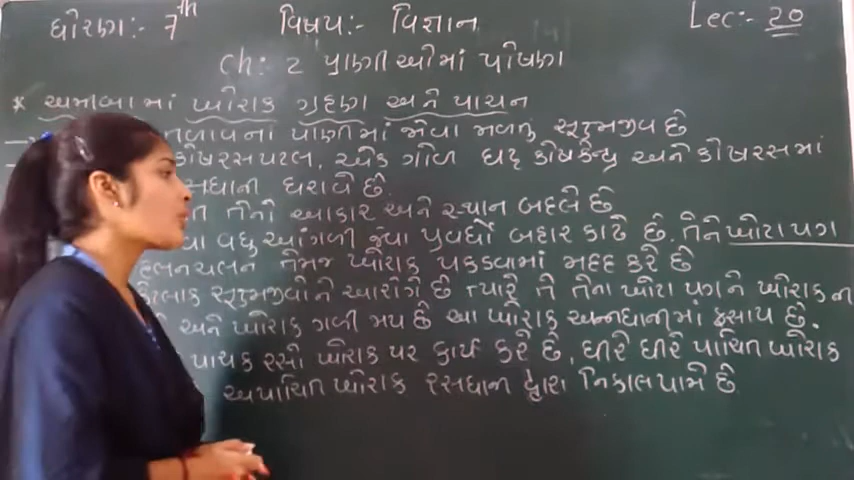 ધોરણ:- 7th વિષય:- વિજ્ઞાન Lec:- 20
Ch: 2 પ્રાણીઓમાં પોષણ
* અમીબામાં ખોરાક ગ્રહણ અને પાચન
તળાવના પાણીમાં જોવા મળતું સૂક્ષ્મજીવ છે
કોષરસપટલ, એક ગોળ ઘટ્ટ કોષકેન્દ્ર અને કોષરસમાં
રસધાની ધરાવે છે.
તેનો આકાર અને સ્થાન બદલે છે
વધુ આંગળી જેવા પ્રવર્ધો બહાર કાઢે છે. તેને ખોટા પગ
હલનચલન તેમજ ખોરાક પકડવામાં મદદ કરે છે
કેટલાક સૂક્ષ્મજીવોને આરોગે છે ત્યારે તે તેના ખોટા પગને ખોરાકની
અને ખોરાક ગળી જાય છે આ ખોરાક અન્નધાનીમાં ફસાય છે.
પાચક રસો ખોરાક પર કાર્ય કરે છે, ધીરે ધીરે પાચિત ખોરાક
અપાચિત ખોરાક રસધાની દ્વારા નિકાલ પામે છે